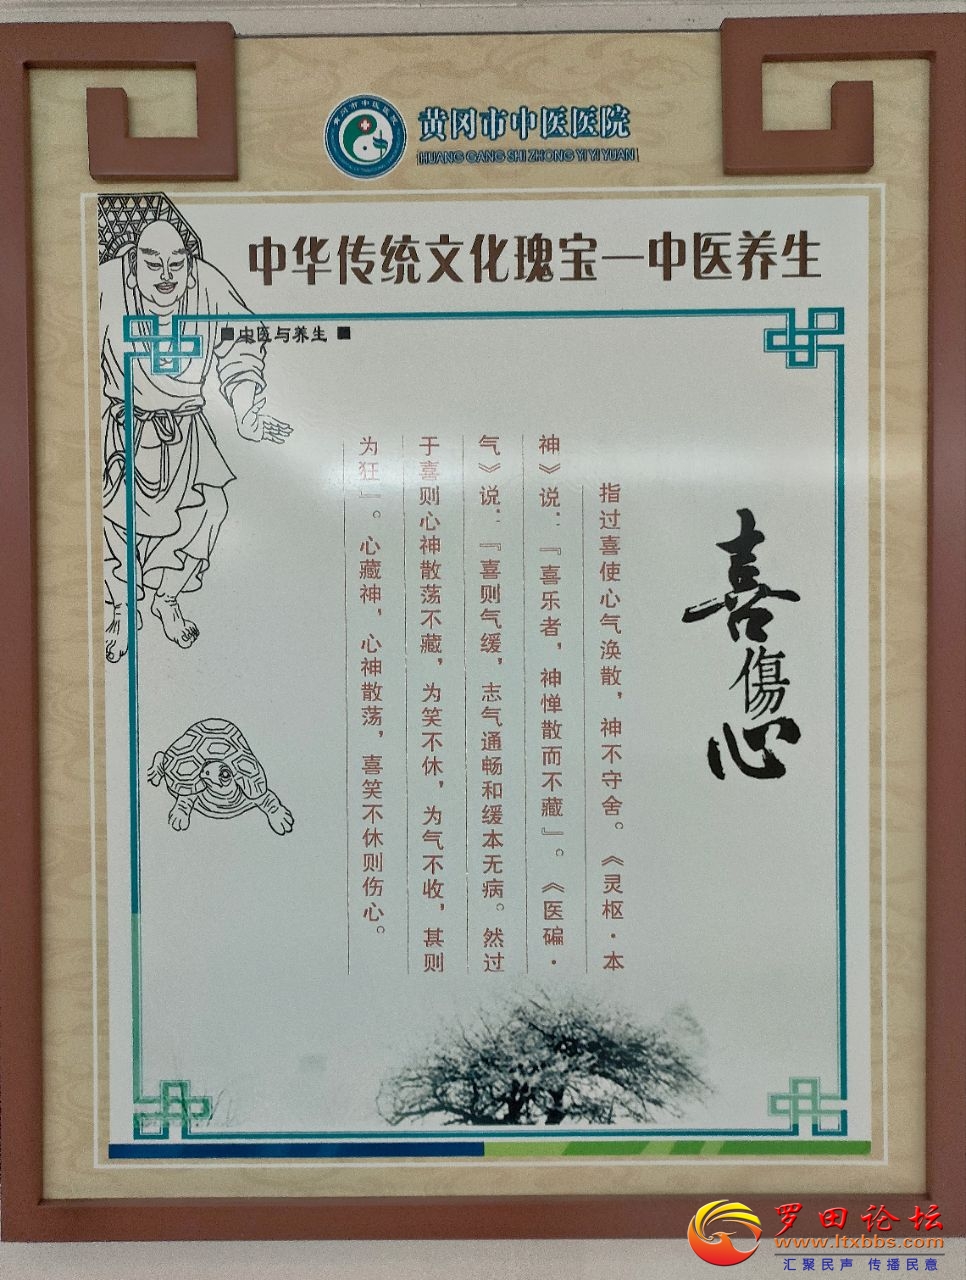 黄冈市中医医院
HUANG GANG SHI ZHONG YI YI YUAN
中华传统文化瑰宝—中医养生
■中医与养生■
喜傷心
指过喜使心气涣散，神不守舍。《灵枢·本
神》说：『喜乐者，神惮散而不藏』。《医碥·
气》说：『喜则气缓，志气通畅和缓本无病。然过
于喜则心神散荡不藏，为笑不休，为气不收，甚则
为狂』。心藏神，心神散荡，喜笑不休则伤心。
罗田论坛
www.ltxbbs.com
汇聚民声 传播民意